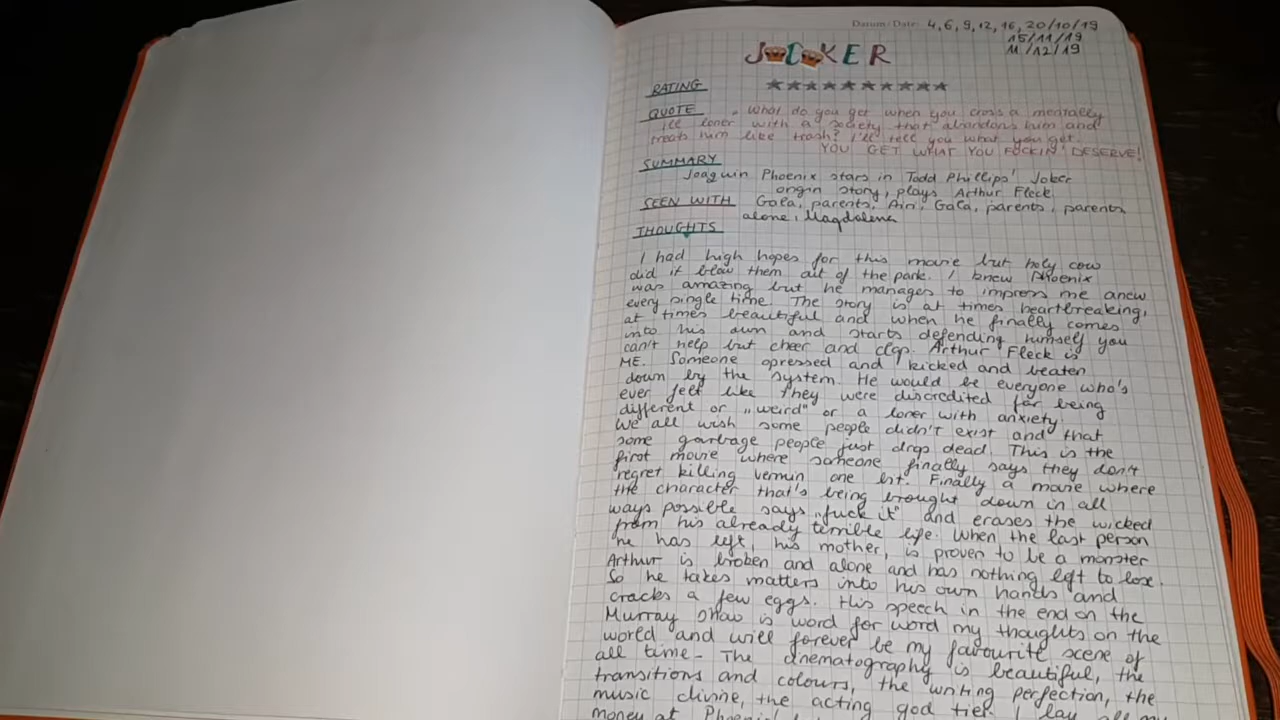 Datum/Date: 4, 6, 9, 12, 16, 20/10/19
15/11/19
11/12/19
JOKER
RATING ★★★★★★★★★★
QUOTE "What do you get when you cross a mentally
ill loner with a society that abandons him and
treats him like trash? I'll tell you what you get.
YOU GET WHAT YOU FUCKIN' DESERVE!
SUMMARY
Joaquin Phoenix stars in Todd Phillips' Joker
origin story, plays Arthur Fleck
SEEN WITH Gala, parents, Airi, Gala, parents, parents
alone, Magdalena
THOUGHTS
I had high hopes for this movie but holy cow
did it blow them out of the park. I knew Phoenix
was amazing but he manages to impress me anew
every single time. The story is at times heartbreaking,
at times beautiful and when he finally comes
into his own and starts defending himself you
can't help but cheer and clap. Arthur Fleck is
ME. Someone opressed and kicked and beaten
down by the system. He would be everyone who's
ever felt like they were discredited for being
different or "weird" or a loner with anxiety
We all wish some people didn't exist and that
some garbage people just drop dead. This is the
first movie where someone finally says they don't
regret killing vermin one bit. Finally a movie where
the character that's being brought down in all
ways possible says "fuck it" and erases the wicked
from his already terrible life. When the last person
he has left, his mother, is proven to be a monster
Arthur is broken and alone and has nothing left to lose.
So he takes matters into his own hands and
cracks a few eggs. His speech in the end on the
Murray show is word for word my thoughts on the
world and will forever be my favourite scene of
all time- The cinematography is beautiful, the
transitions and colours, the writing perfection, the
music divine, the acting god tier. I lay all my
money at Phoenix'